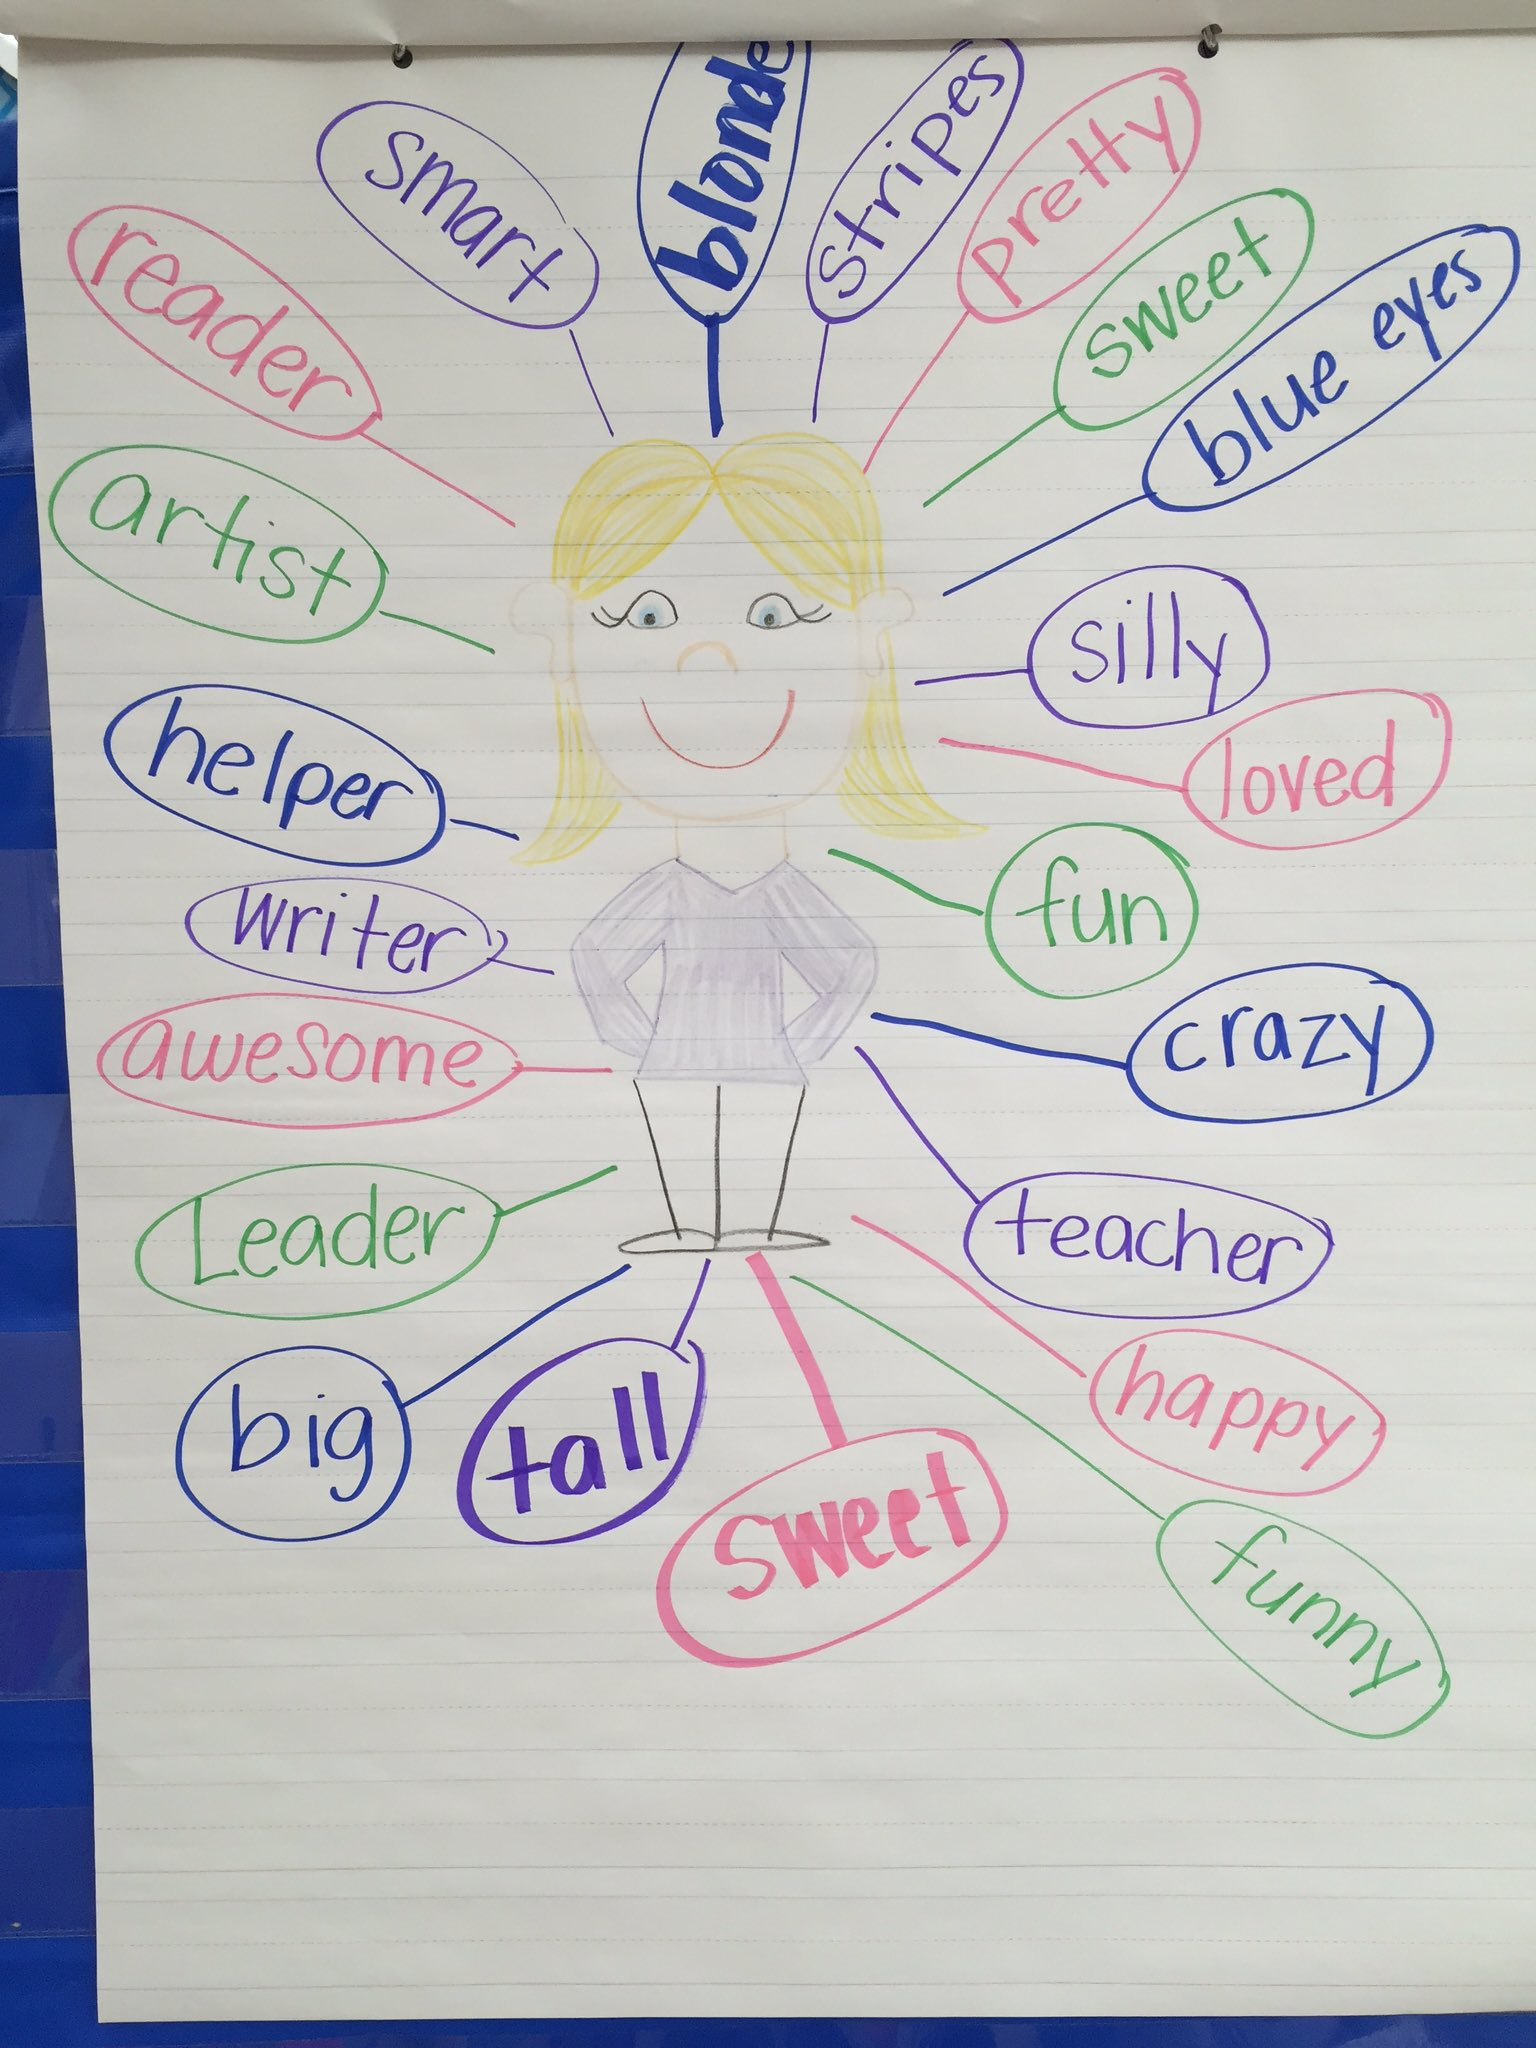 blonde
stripes
pretty
smart
sweet
reader
blue eyes
artist
silly
loved
helper
fun
writer
crazy
awesome
Leader
teacher
happy
big
tall
sweet
funny